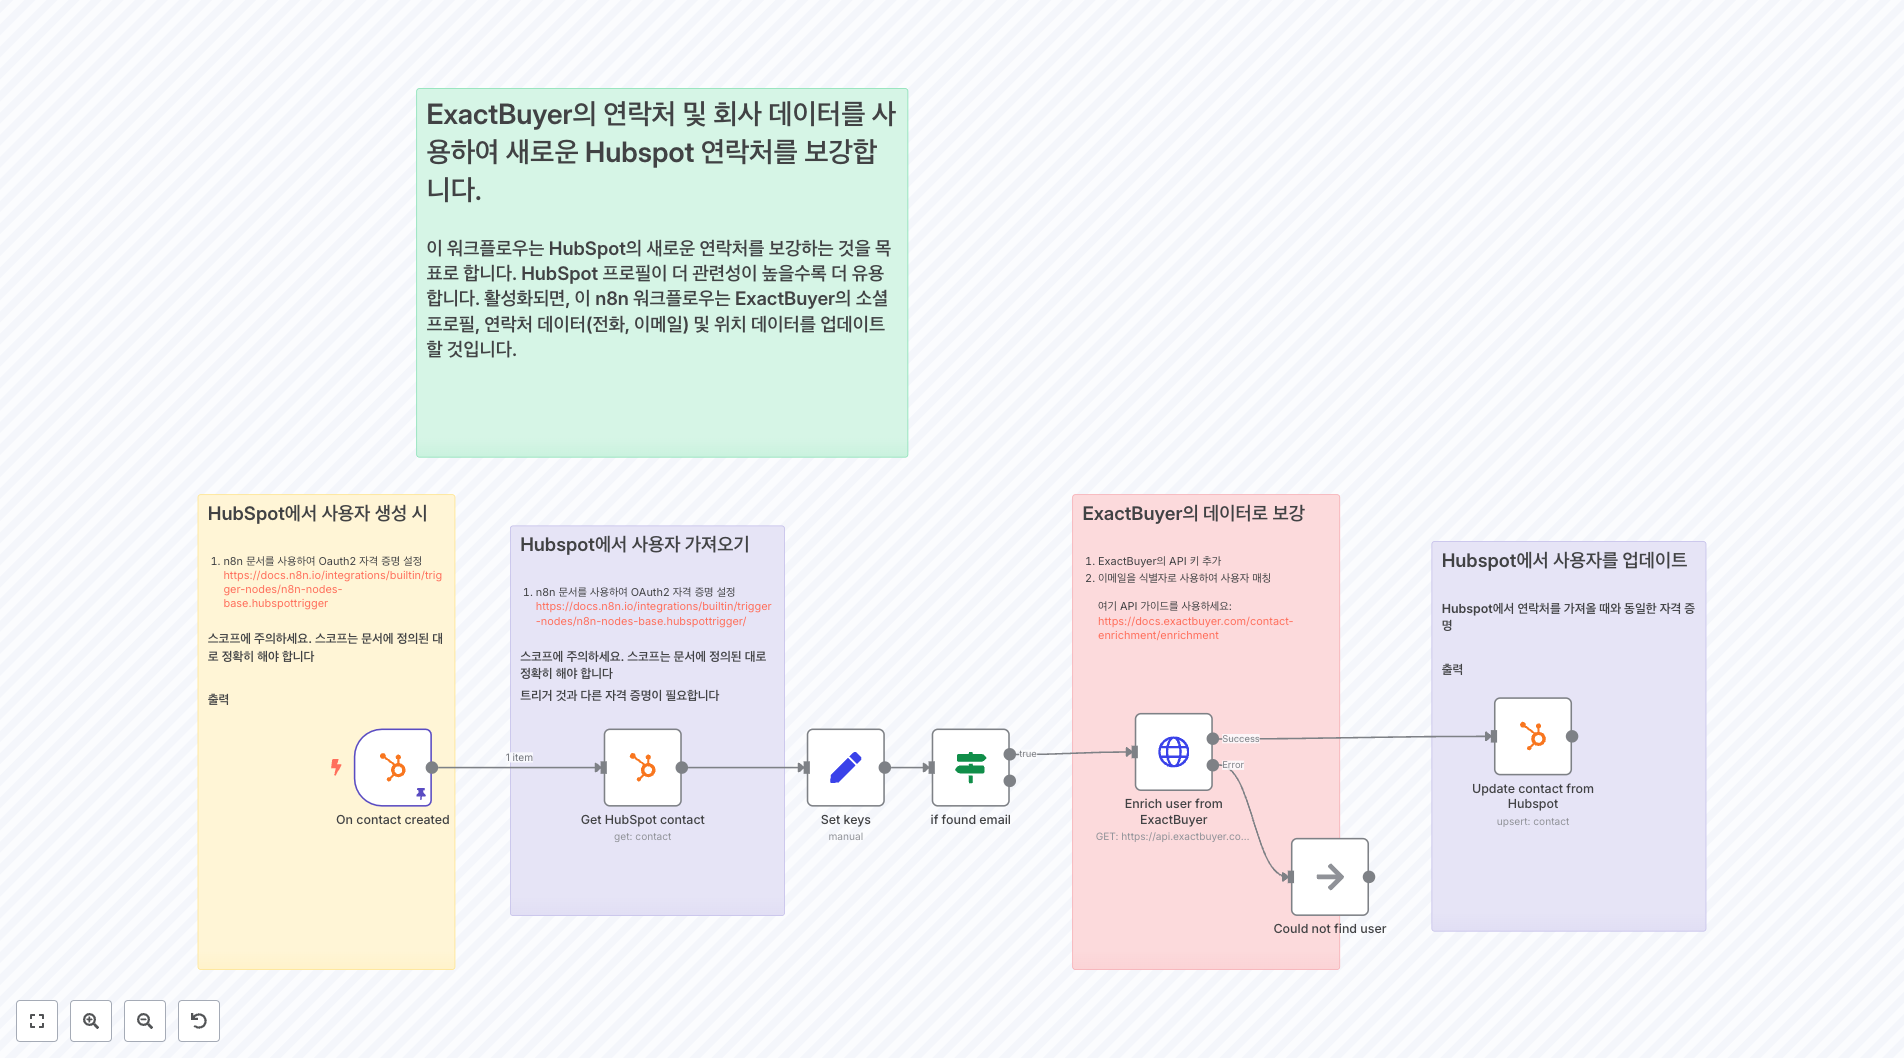 ExactBuyer의 연락처 및 회사 데이터를 사
용하여 새로운 Hubspot 연락처를 보강합
니다.
이 워크플로우는 HubSpot의 새로운 연락처를 보강하는 것을 목
표로 합니다. HubSpot 프로필이 더 관련성이 높을수록 더 유용
합니다. 활성화되면, 이 n8n 워크플로우는 ExactBuyer의 소셜
프로필, 연락처 데이터(전화, 이메일) 및 위치 데이터를 업데이트
할 것입니다.
HubSpot에서 사용자 생성 시
1. n8n 문서를 사용하여 Oauth2 자격 증명 설정
https://docs.n8n.io/integrations/builtin/trig
ger-nodes/n8n-nodes-
base.hubspottrigger
스코프에 주의하세요. 스코프는 문서에 정의된 대
로 정확히 해야 합니다
출력
On contact created
1 item
Hubspot에서 사용자 가져오기
1. n8n 문서를 사용하여 OAuth2 자격 증명 설정
https://docs.n8n.io/integrations/builtin/trigger
-nodes/n8n-nodes-base.hubspottrigger/
스코프에 주의하세요. 스코프는 문서에 정의된 대로
정확히 해야 합니다
트리거 것과 다른 자격 증명이 필요합니다
Get HubSpot contact
get: contact
Set keys
manual
if found email
true
ExactBuyer의 데이터로 보강
1. ExactBuyer의 API 키 추가
2. 이메일을 식별자로 사용하여 사용자 매칭
여기 API 가이드를 사용하세요:
https://docs.exactbuyer.com/contact-
enrichment/enrichment
Success
Error
Enrich user from
ExactBuyer
GET: https://api.exactbuyer.co...
Could not find user
Hubspot에서 사용자를 업데이트
Hubspot에서 연락처를 가져올 때와 동일한 자격 증
명
출력
Update contact from
Hubspot
upsert: contact